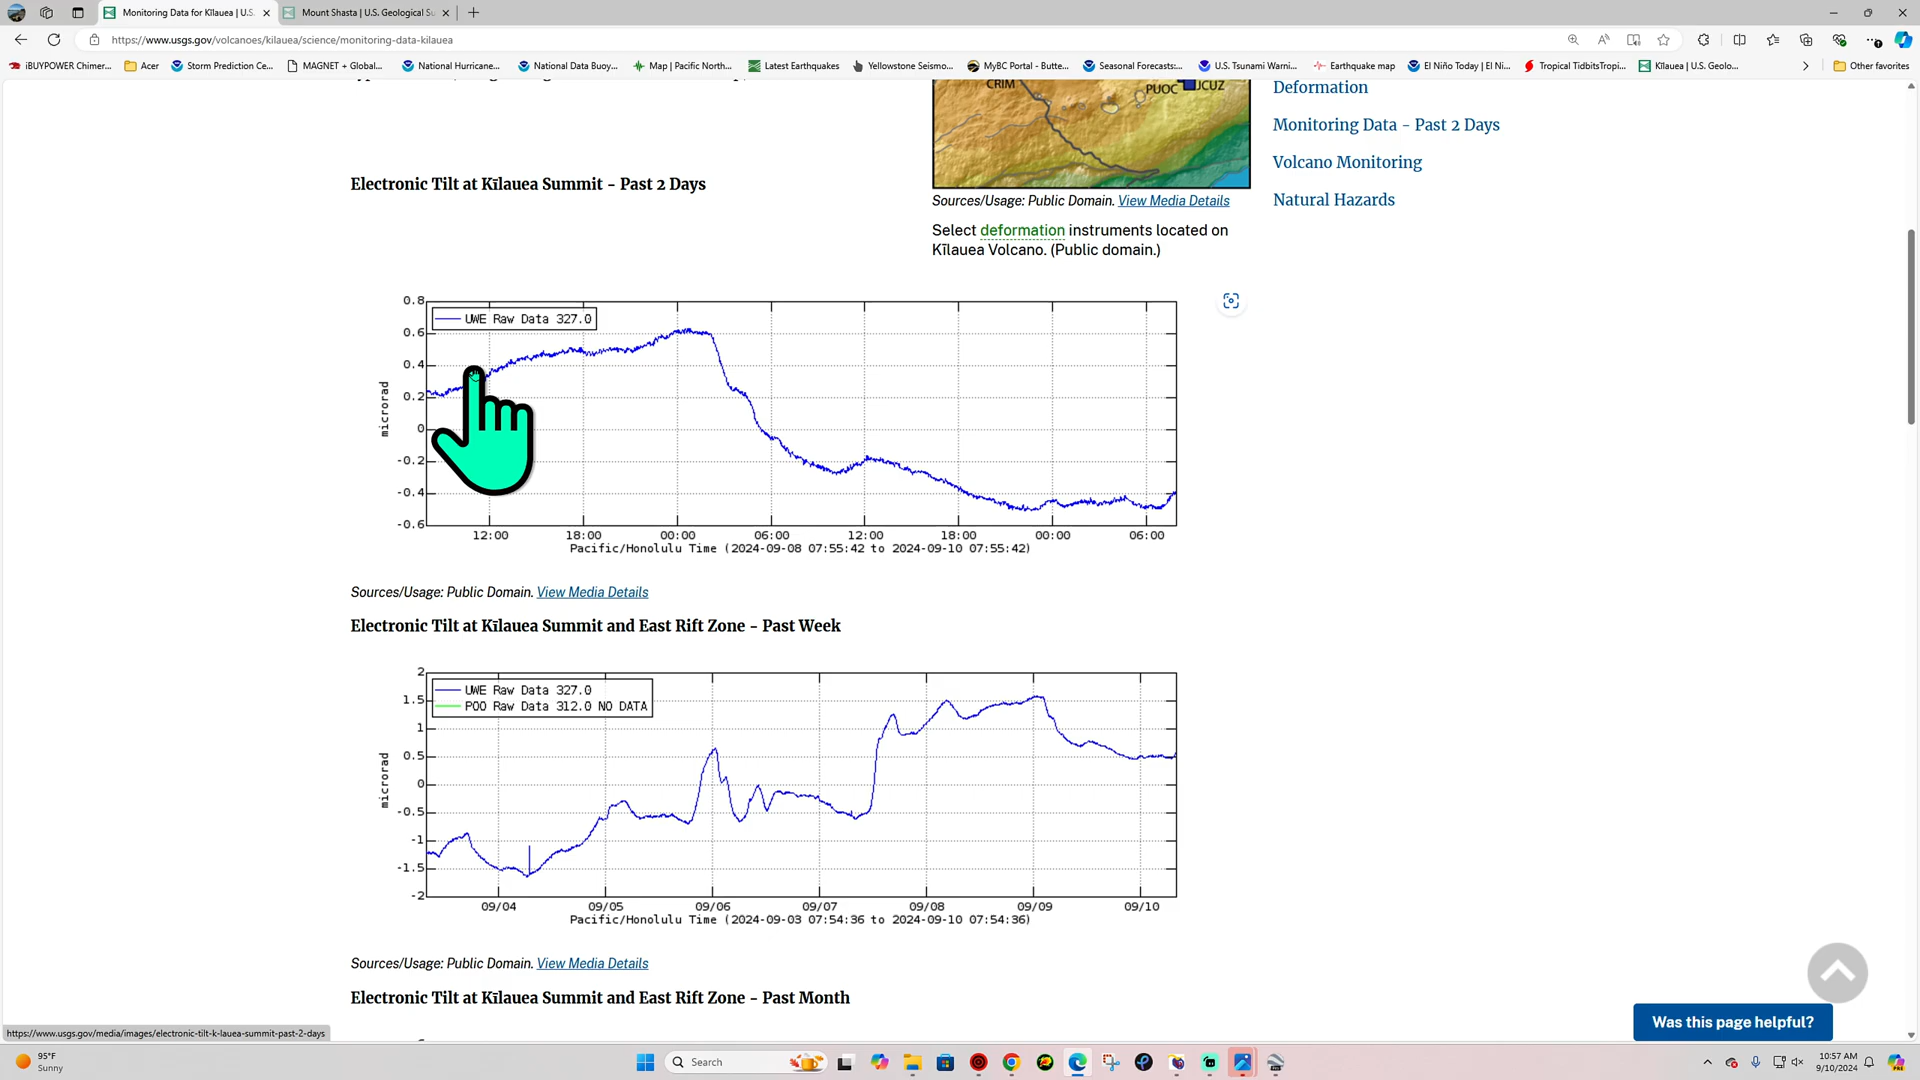 Monitoring Data for Kīlauea | U.S.
Mount Shasta | U.S. Geological Su
https://www.usgs.gov/volcanoes/kilauea/science/monitoring-data-kilauea
iBUYPOWER Chimer...
Acer
Storm Prediction Ce...
MAGNET + Global...
National Hurricane...
National Data Buoy...
Map | Pacific North...
Latest Earthquakes
Yellowstone Seismo...
MyBC Portal - Butte...
Seasonal Forecasts:...
U.S. Tsunami Warni...
Earthquake map
El Niño Today | El Ni...
Tropical TidbitsTropi...
Kīlauea | U.S. Geolo...
Other favorites
CRIM
PUOC
JCUZ
Deformation
Monitoring Data - Past 2 Days
Volcano Monitoring
Natural Hazards
Electronic Tilt at Kīlauea Summit - Past 2 Days
Sources/Usage: Public Domain. View Media Details
Select deformation instruments located on
Kīlauea Volcano. (Public domain.)
UWE Raw Data 327.0
0.8
0.6
0.4
0.2
0
-0.2
-0.4
-0.6
microrad
12:00 18:00 00:00 06:00 12:00 18:00 00:00 06:00
Pacific/Honolulu Time (2024-09-08 07:55:42 to 2024-09-10 07:55:42)
Sources/Usage: Public Domain. View Media Details
Electronic Tilt at Kīlauea Summit and East Rift Zone - Past Week
UWE Raw Data 327.0
POO Raw Data 312.0 NO DATA
2
1.5
1
0.5
0
-0.5
-1
-1.5
-2
microrad
09/04 09/05 09/06 09/07 09/08 09/09 09/10
Pacific/Honolulu Time (2024-09-03 07:54:36 to 2024-09-10 07:54:36)
Sources/Usage: Public Domain. View Media Details
Electronic Tilt at Kīlauea Summit and East Rift Zone - Past Month
Was this page helpful?
https://www.usgs.gov/media/images/electronic-tilt-k-lauea-summit-past-2-days
95°F
Sunny
Search
10:57 AM
9/10/2024